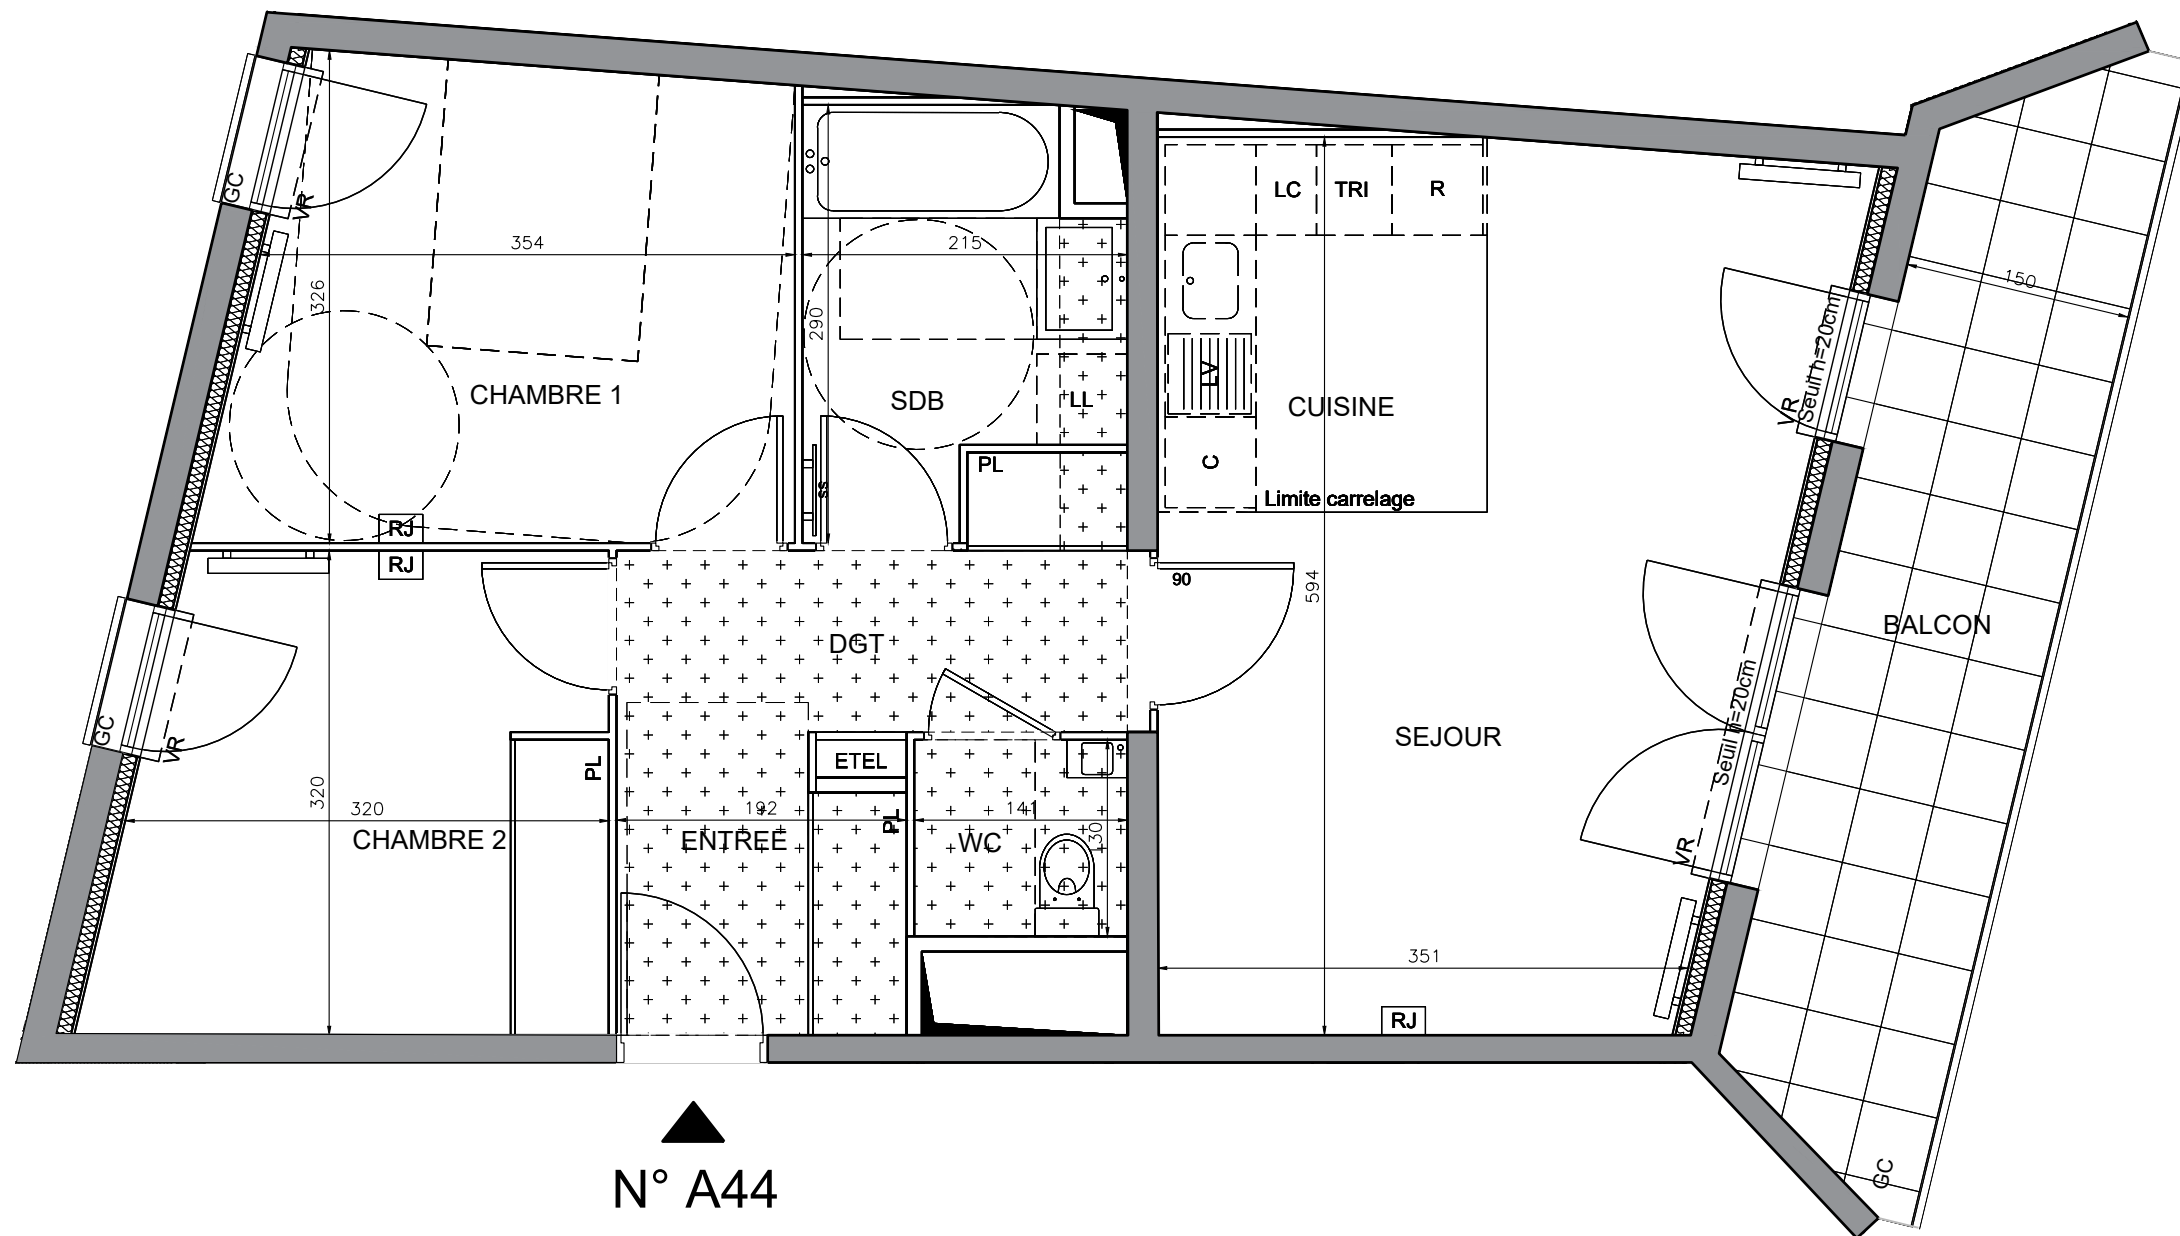 GC
VR
354
326
CHAMBRE 1
RJ
215
290
SDB
LL
PL
SS
LC
TRI
R
LV
C
CUISINE
Limite carrelage
594
90
150
VR
Seuil h=20cm
BALCON
RJ
GC
VR
320
320
CHAMBRE 2
PL
DGT
ETEL
192
ENTREE
PL
141
WC
130
SEJOUR
Seuil h=20cm
VR
351
RJ
GC
N° A44